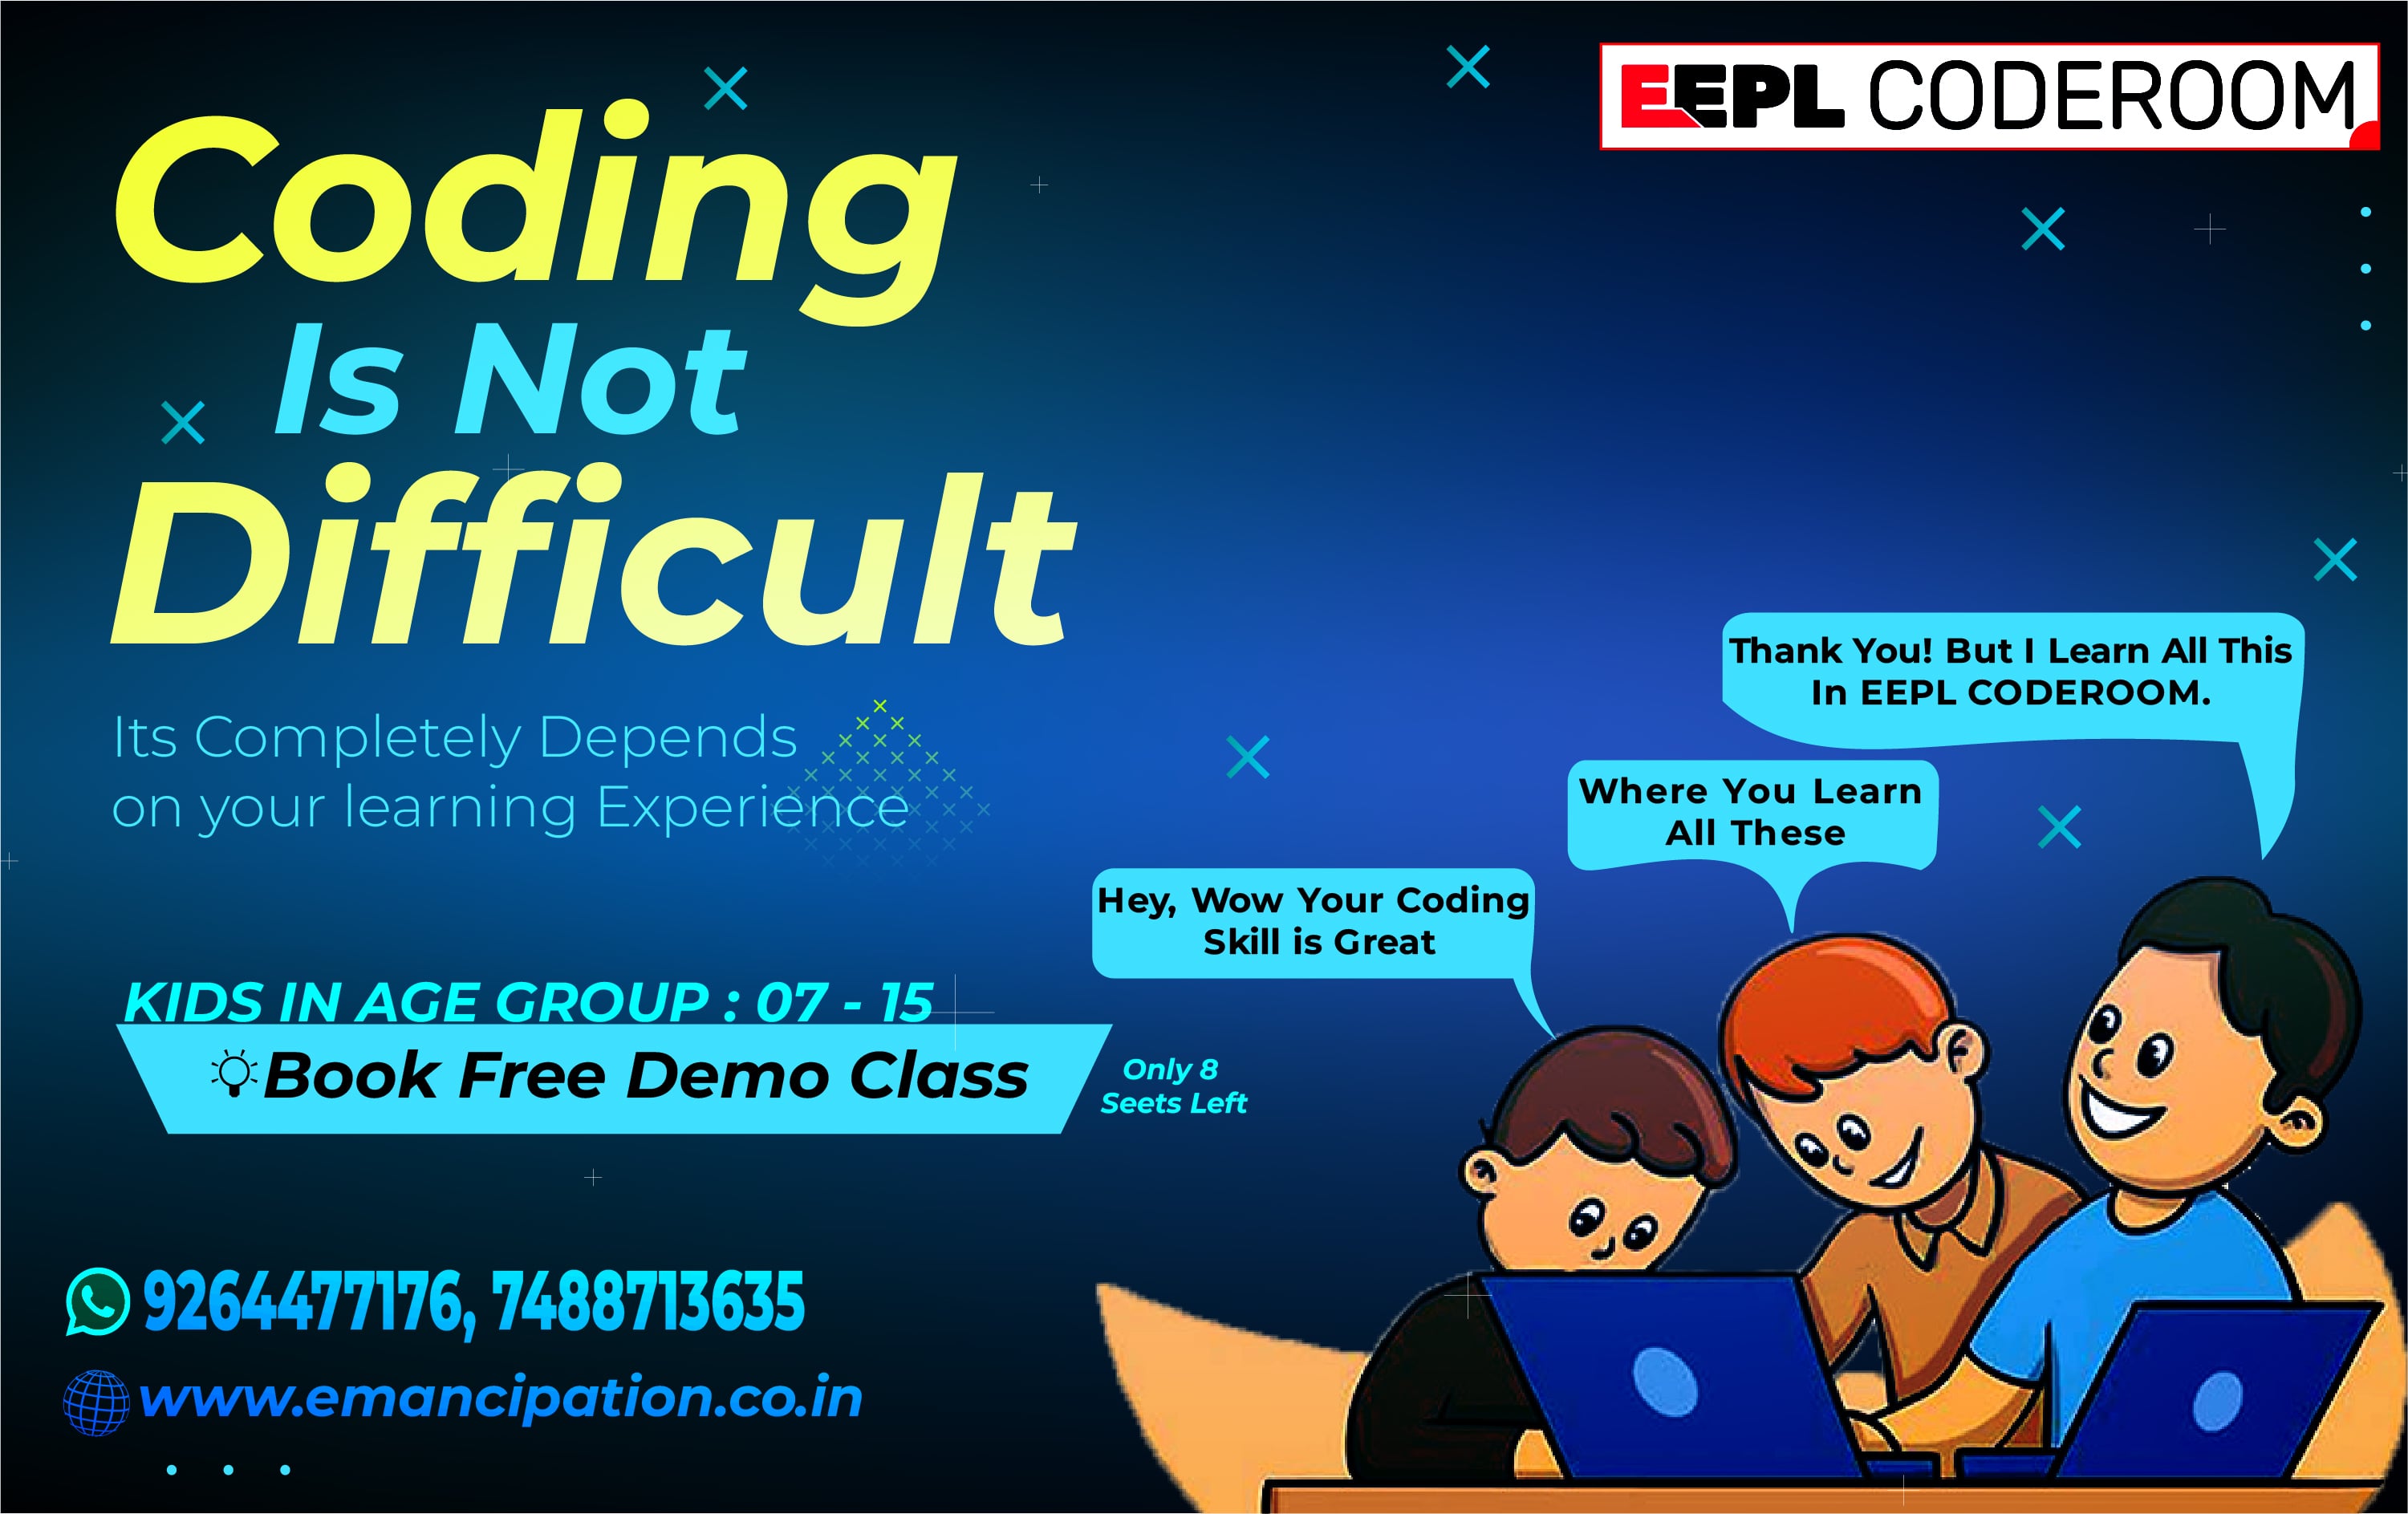 EEPL CODEROOM
Coding
Is Not
Difficult
Its Completely Depends
on your learning Experience
Thank You! But I Learn All This
In EEPL CODEROOM.
Where You Learn
All These
Hey, Wow Your Coding
Skill is Great
KIDS IN AGE GROUP : 07 - 15
Book Free Demo Class
Only 8
Seets Left
9264477176, 7488713635
www.emancipation.co.in